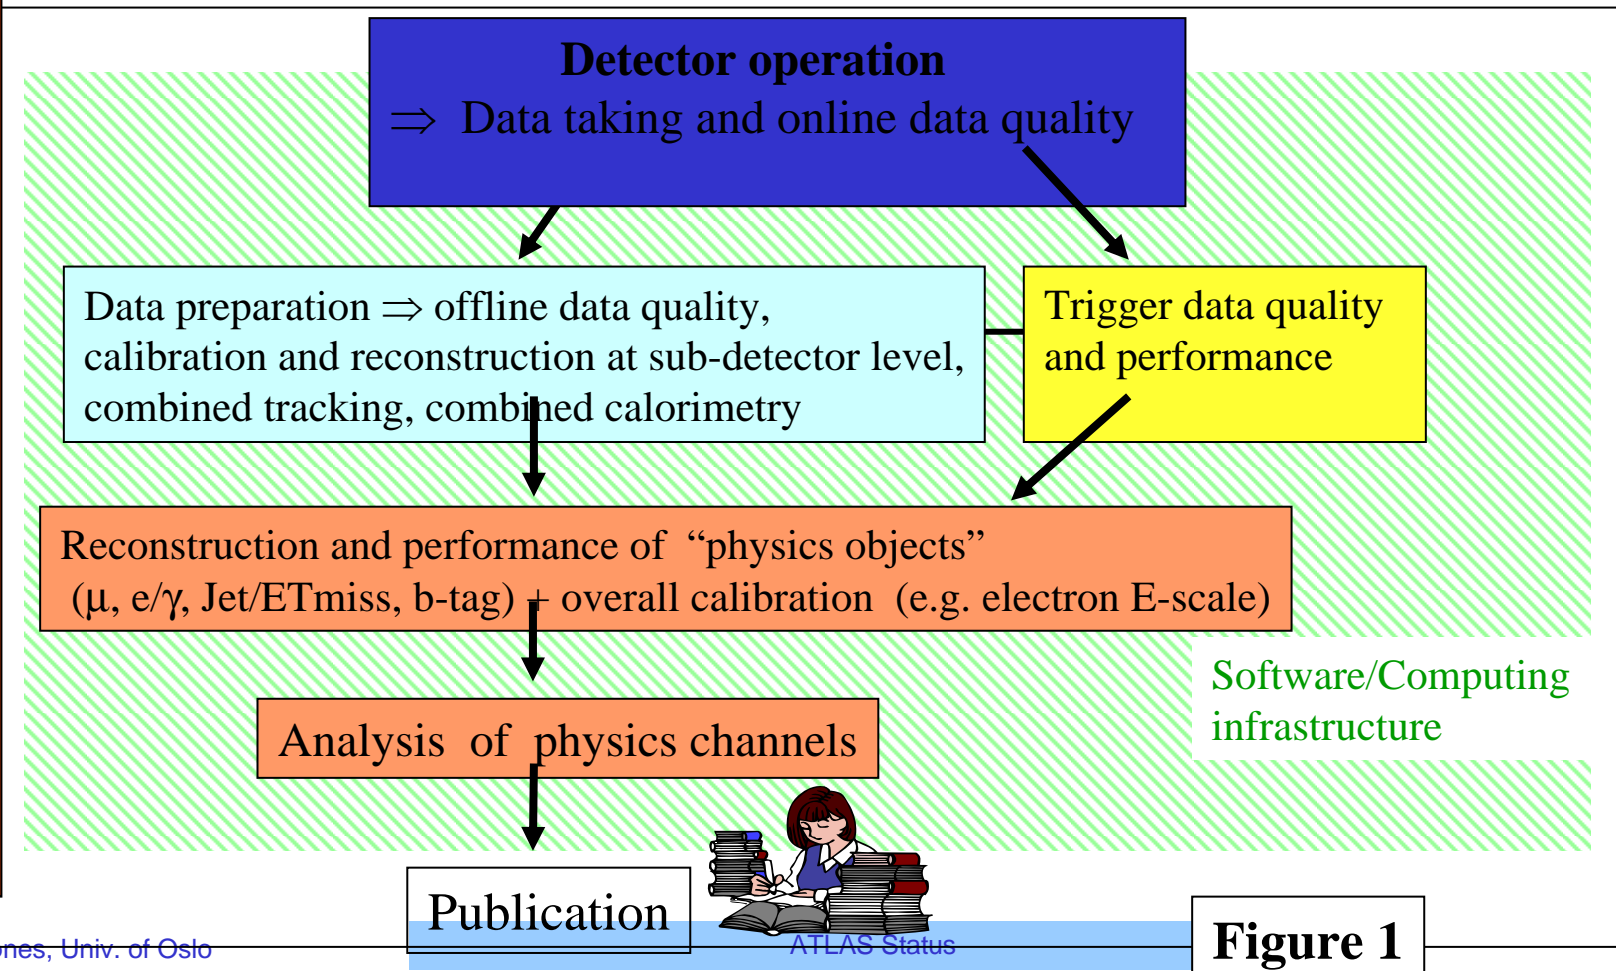 Detector operation
⇒ Data taking and online data quality
Data preparation ⇒ offline data quality,
calibration and reconstruction at sub-detector level,
combined tracking, combined calorimetry
Trigger data quality
and performance
Reconstruction and performance of “physics objects”
(μ, e/γ, Jet/ETmiss, b-tag) + overall calibration (e.g. electron E-scale)
Software/Computing
infrastructure
Analysis of physics channels
Publication
Figure 1
nes, Univ. of Oslo
ATLAS Status